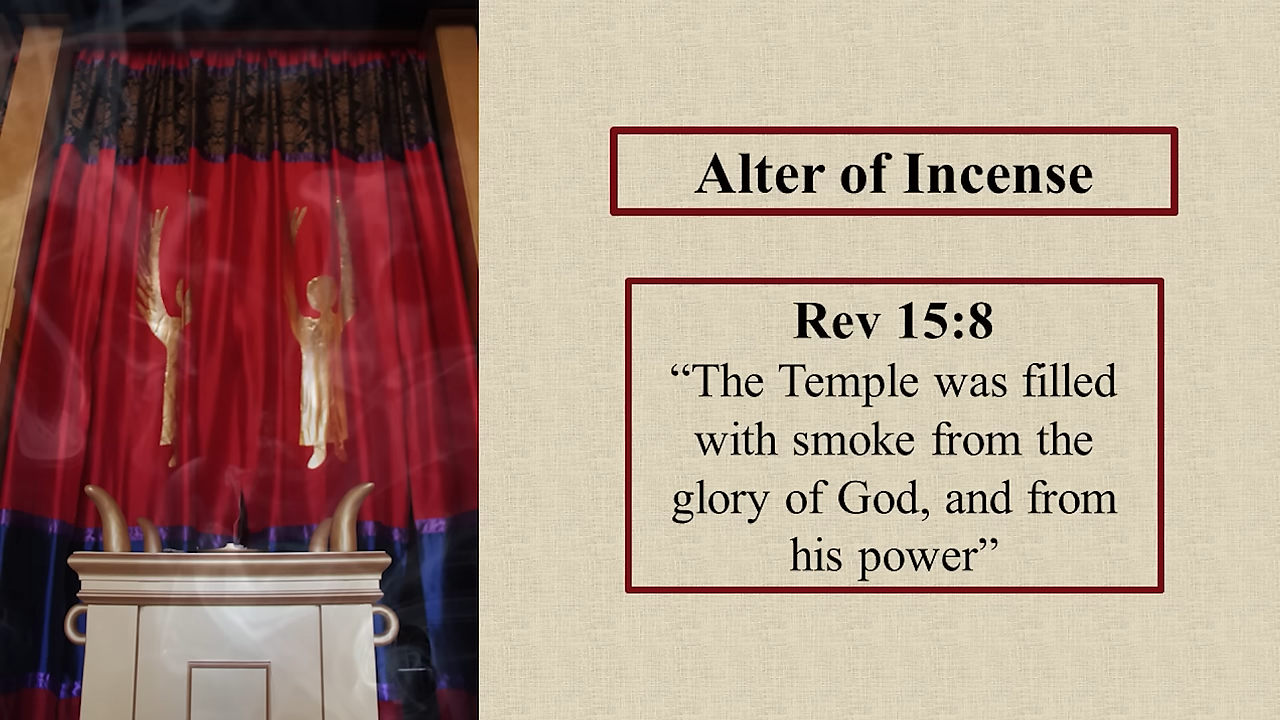 Alter of Incense
Rev 15:8
“The Temple was filled
with smoke from the
glory of God, and from
his power”